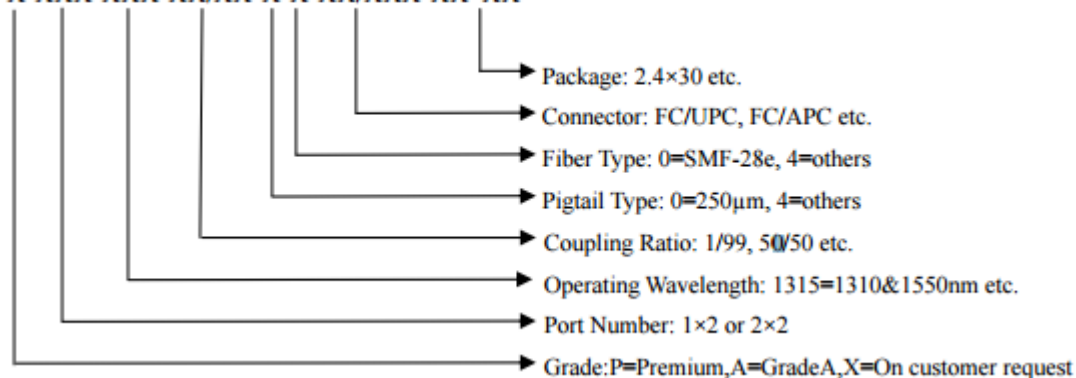 Package: 2.4×30 etc.
Connector: FC/UPC, FC/APC etc.
Fiber Type: 0=SMF-28e, 4=others
Pigtail Type: 0=250μm, 4=others
Coupling Ratio: 1/99, 50/50 etc.
Operating Wavelength: 1315=1310&1550nm etc.
Port Number: 1×2 or 2×2
Grade:P=Premium,A=GradeA,X=On customer request